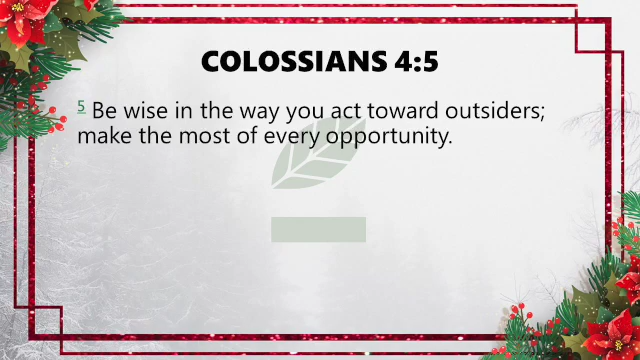 COLOSSIANS 4:5
5 Be wise in the way you act toward outsiders;
make the most of every opportunity.